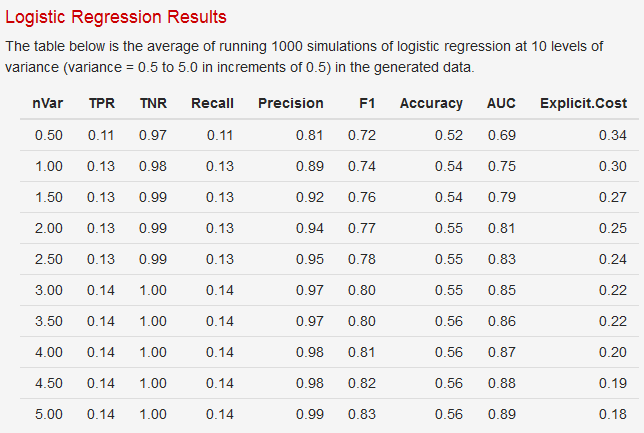 Logistic Regression Results
The table below is the average of running 1000 simulations of logistic regression at 10 levels of
variance (variance = 0.5 to 5.0 in increments of 0.5) in the generated data.
nVar TPR TNR Recall Precision F1 Accuracy AUC Explicit.Cost
0.50 0.11 0.97 0.11 0.81 0.72 0.52 0.69 0.34
1.00 0.13 0.98 0.13 0.89 0.74 0.54 0.75 0.30
1.50 0.13 0.99 0.13 0.92 0.76 0.54 0.79 0.27
2.00 0.13 0.99 0.13 0.94 0.77 0.55 0.81 0.25
2.50 0.13 0.99 0.13 0.95 0.78 0.55 0.83 0.24
3.00 0.14 1.00 0.14 0.97 0.80 0.55 0.85 0.22
3.50 0.14 1.00 0.14 0.97 0.80 0.56 0.86 0.22
4.00 0.14 1.00 0.14 0.98 0.81 0.56 0.87 0.20
4.50 0.14 1.00 0.14 0.98 0.82 0.56 0.88 0.19
5.00 0.14 1.00 0.14 0.99 0.83 0.56 0.89 0.18